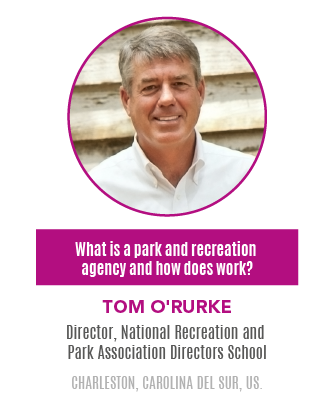 What is a park and recreation
agency and how does work?
TOM O'RURKE
Director, National Recreation and
Park Association Directors School
CHARLESTON, CAROLINA DEL SUR, US.